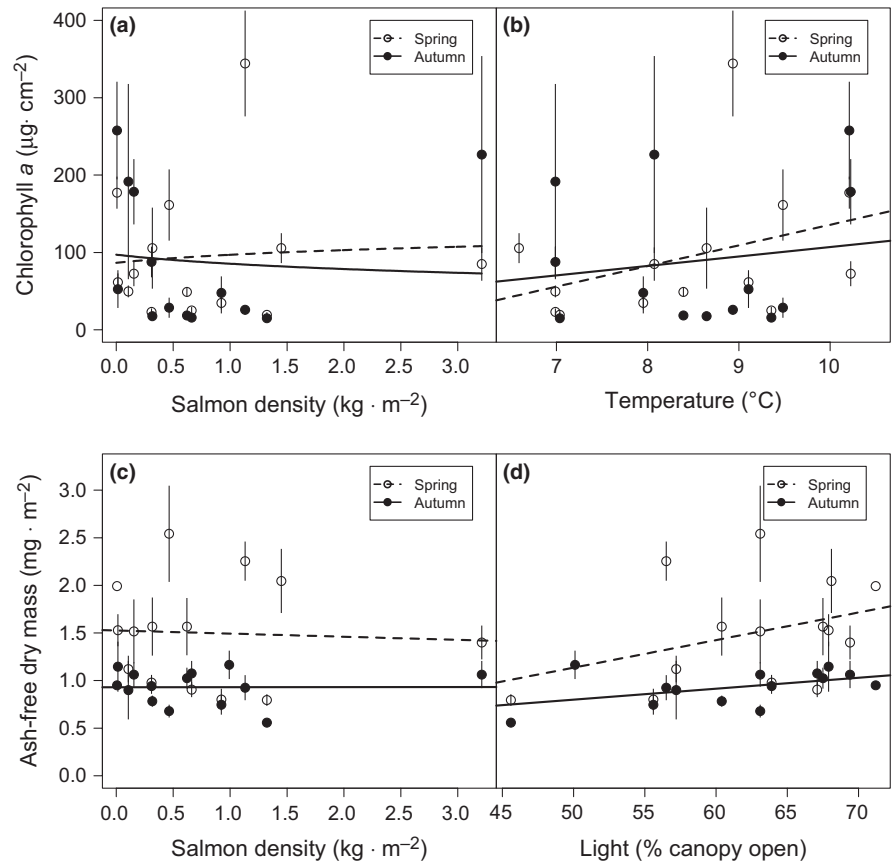 (a)
Spring
Autumn
(b)
Spring
Autumn
400
300
200
100
0
Chlorophyll a (μg· cm−2)
0.0 0.5 1.0 1.5 2.0 2.5 3.0
7 8 9 10
Salmon density (kg · m−2)
Temperature (°C)
(c)
Spring
Autumn
(d)
Spring
Autumn
3.0
2.5
2.0
1.5
1.0
0.5
0.0
Ash-free dry mass (mg · m−2)
0.0 0.5 1.0 1.5 2.0 2.5 3.0
45 50 55 60 65 70
Salmon density (kg · m−2)
Light (% canopy open)